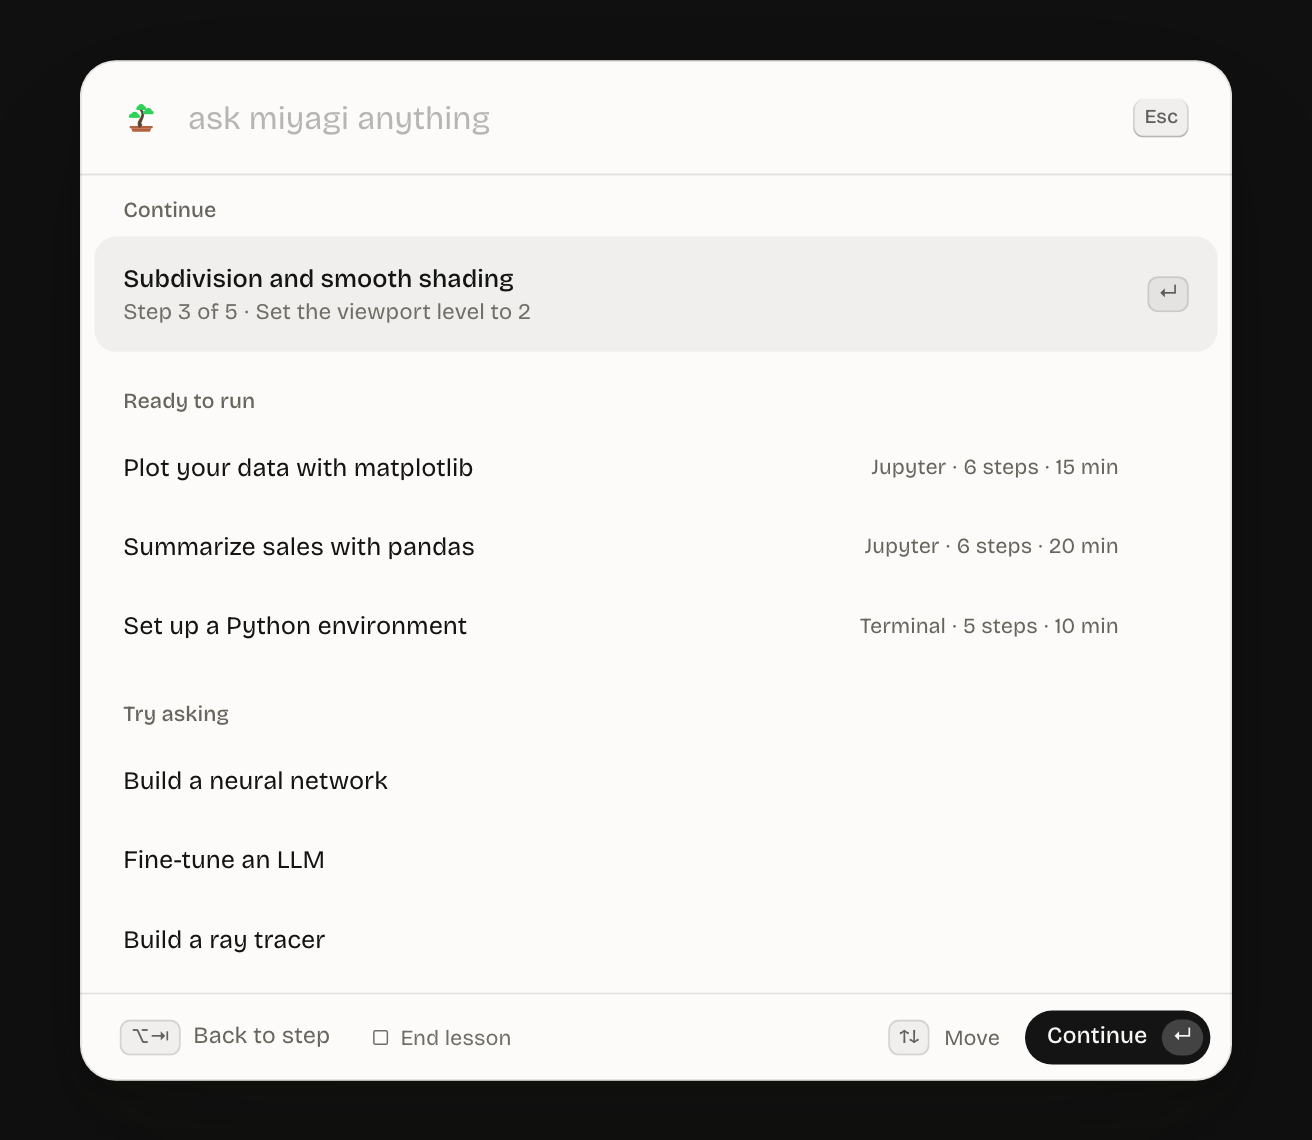 ask miyagi anything
Esc
Continue
Subdivision and smooth shading
Step 3 of 5 · Set the viewport level to 2
Ready to run
Plot your data with matplotlib
Jupyter · 6 steps · 15 min
Summarize sales with pandas
Jupyter · 6 steps · 20 min
Set up a Python environment
Terminal · 5 steps · 10 min
Try asking
Build a neural network
Fine-tune an LLM
Build a ray tracer
⌥⇥ Back to step
End lesson
↑↓ Move
Continue ↵